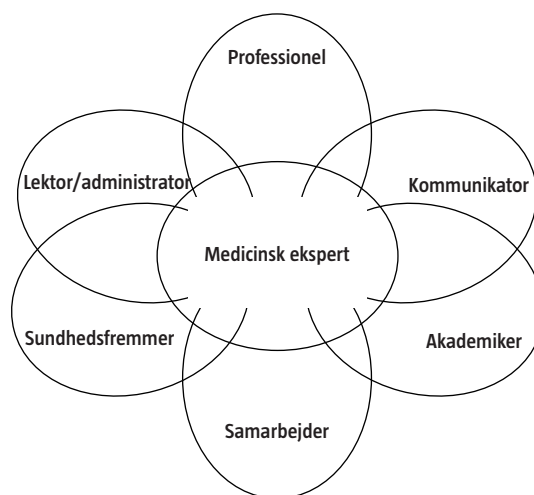 Professionel
Lektor/administrator
Kommunikator
Medicinsk ekspert
Sundhedsfremmer
Akademiker
Samarbejder